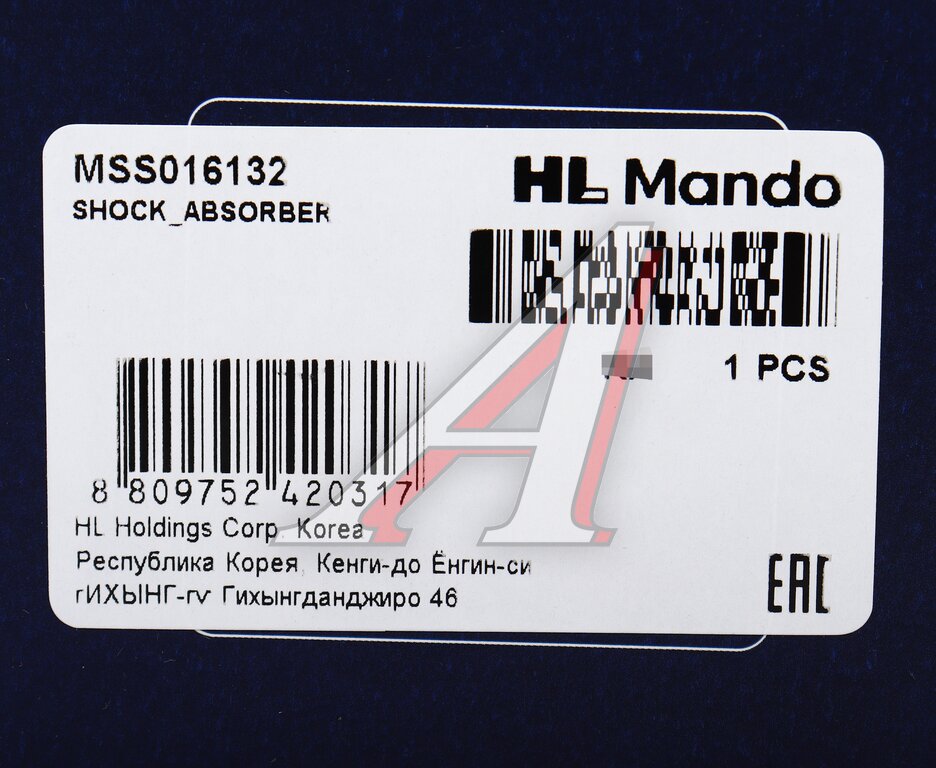 MSS016132
HL Mando
SHOCK_ABSORBER
1 PCS
8 809752 420317
HL Holdings Corp. Korea
Республика Корея, Кенги-до Ёнгин-си
гИХЫНГ-гу Гихынгданджиро 46
EAC